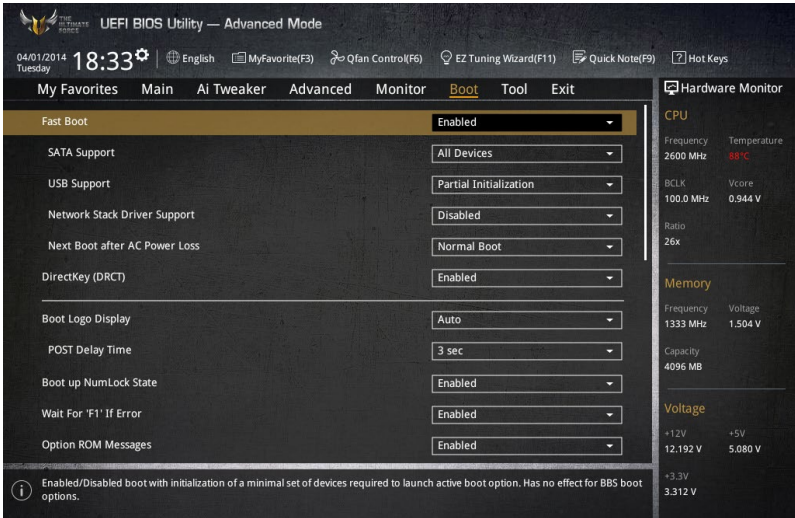 THE
ULTIMATE
FORCE
UEFI BIOS Utility — Advanced Mode
04/01/2014
Tuesday
18:33
English
MyFavorite(F3)
Qfan Control(F6)
EZ Tuning Wizard(F11)
Quick Note(F9)
? Hot Keys
My Favorites Main Ai Tweaker Advanced Monitor Boot Tool Exit
Fast Boot Enabled
SATA Support All Devices
USB Support Partial Initialization
Network Stack Driver Support Disabled
Next Boot after AC Power Loss Normal Boot
DirectKey (DRCT) Enabled
Boot Logo Display Auto
POST Delay Time 3 sec
Boot up NumLock State Enabled
Wait For 'F1' If Error Enabled
Option ROM Messages Enabled
i
Enabled/Disabled boot with initialization of a minimal set of devices required to launch active boot option. Has no effect for BBS boot
options.
Hardware Monitor
CPU
Frequency Temperature
2600 MHz 88°C
BCLK Vcore
100.0 MHz 0.944 V
Ratio
26x
Memory
Frequency Voltage
1333 MHz 1.504 V
Capacity
4096 MB
Voltage
+12V +5V
12.192 V 5.080 V
+3.3V
3.312 V